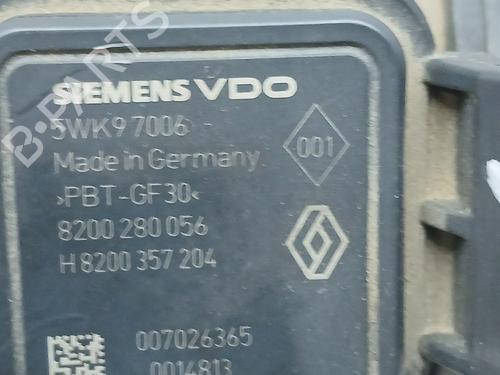 SIEMENS VDO
5WK9 7006
Made in Germany
>PBT-GF30<
8200 280 056
H 8200 357 204
001
007026365
0014813
B-PARTS